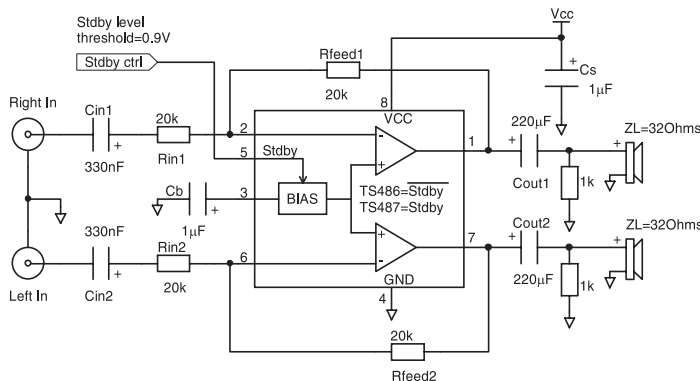 Stdby level
threshold=0.9V
Stdby ctrl
Vcc
Rfeed1
20k
Cs
1µF
Right In
Cin1
330nF
20k
Rin1
2
5
8
VCC
Stdby
-
+
1
220µF
Cout1
ZL=32Ohms
+
1k
Cb
1µF
+
3
BIAS
TS486=Stdby
TS487=Stdby
Left In
330nF
Cin2
+
Rin2
20k
6
+
-
7
GND
4
Cout2
220µF
+
ZL=32Ohms
+
1k
20k
Rfeed2